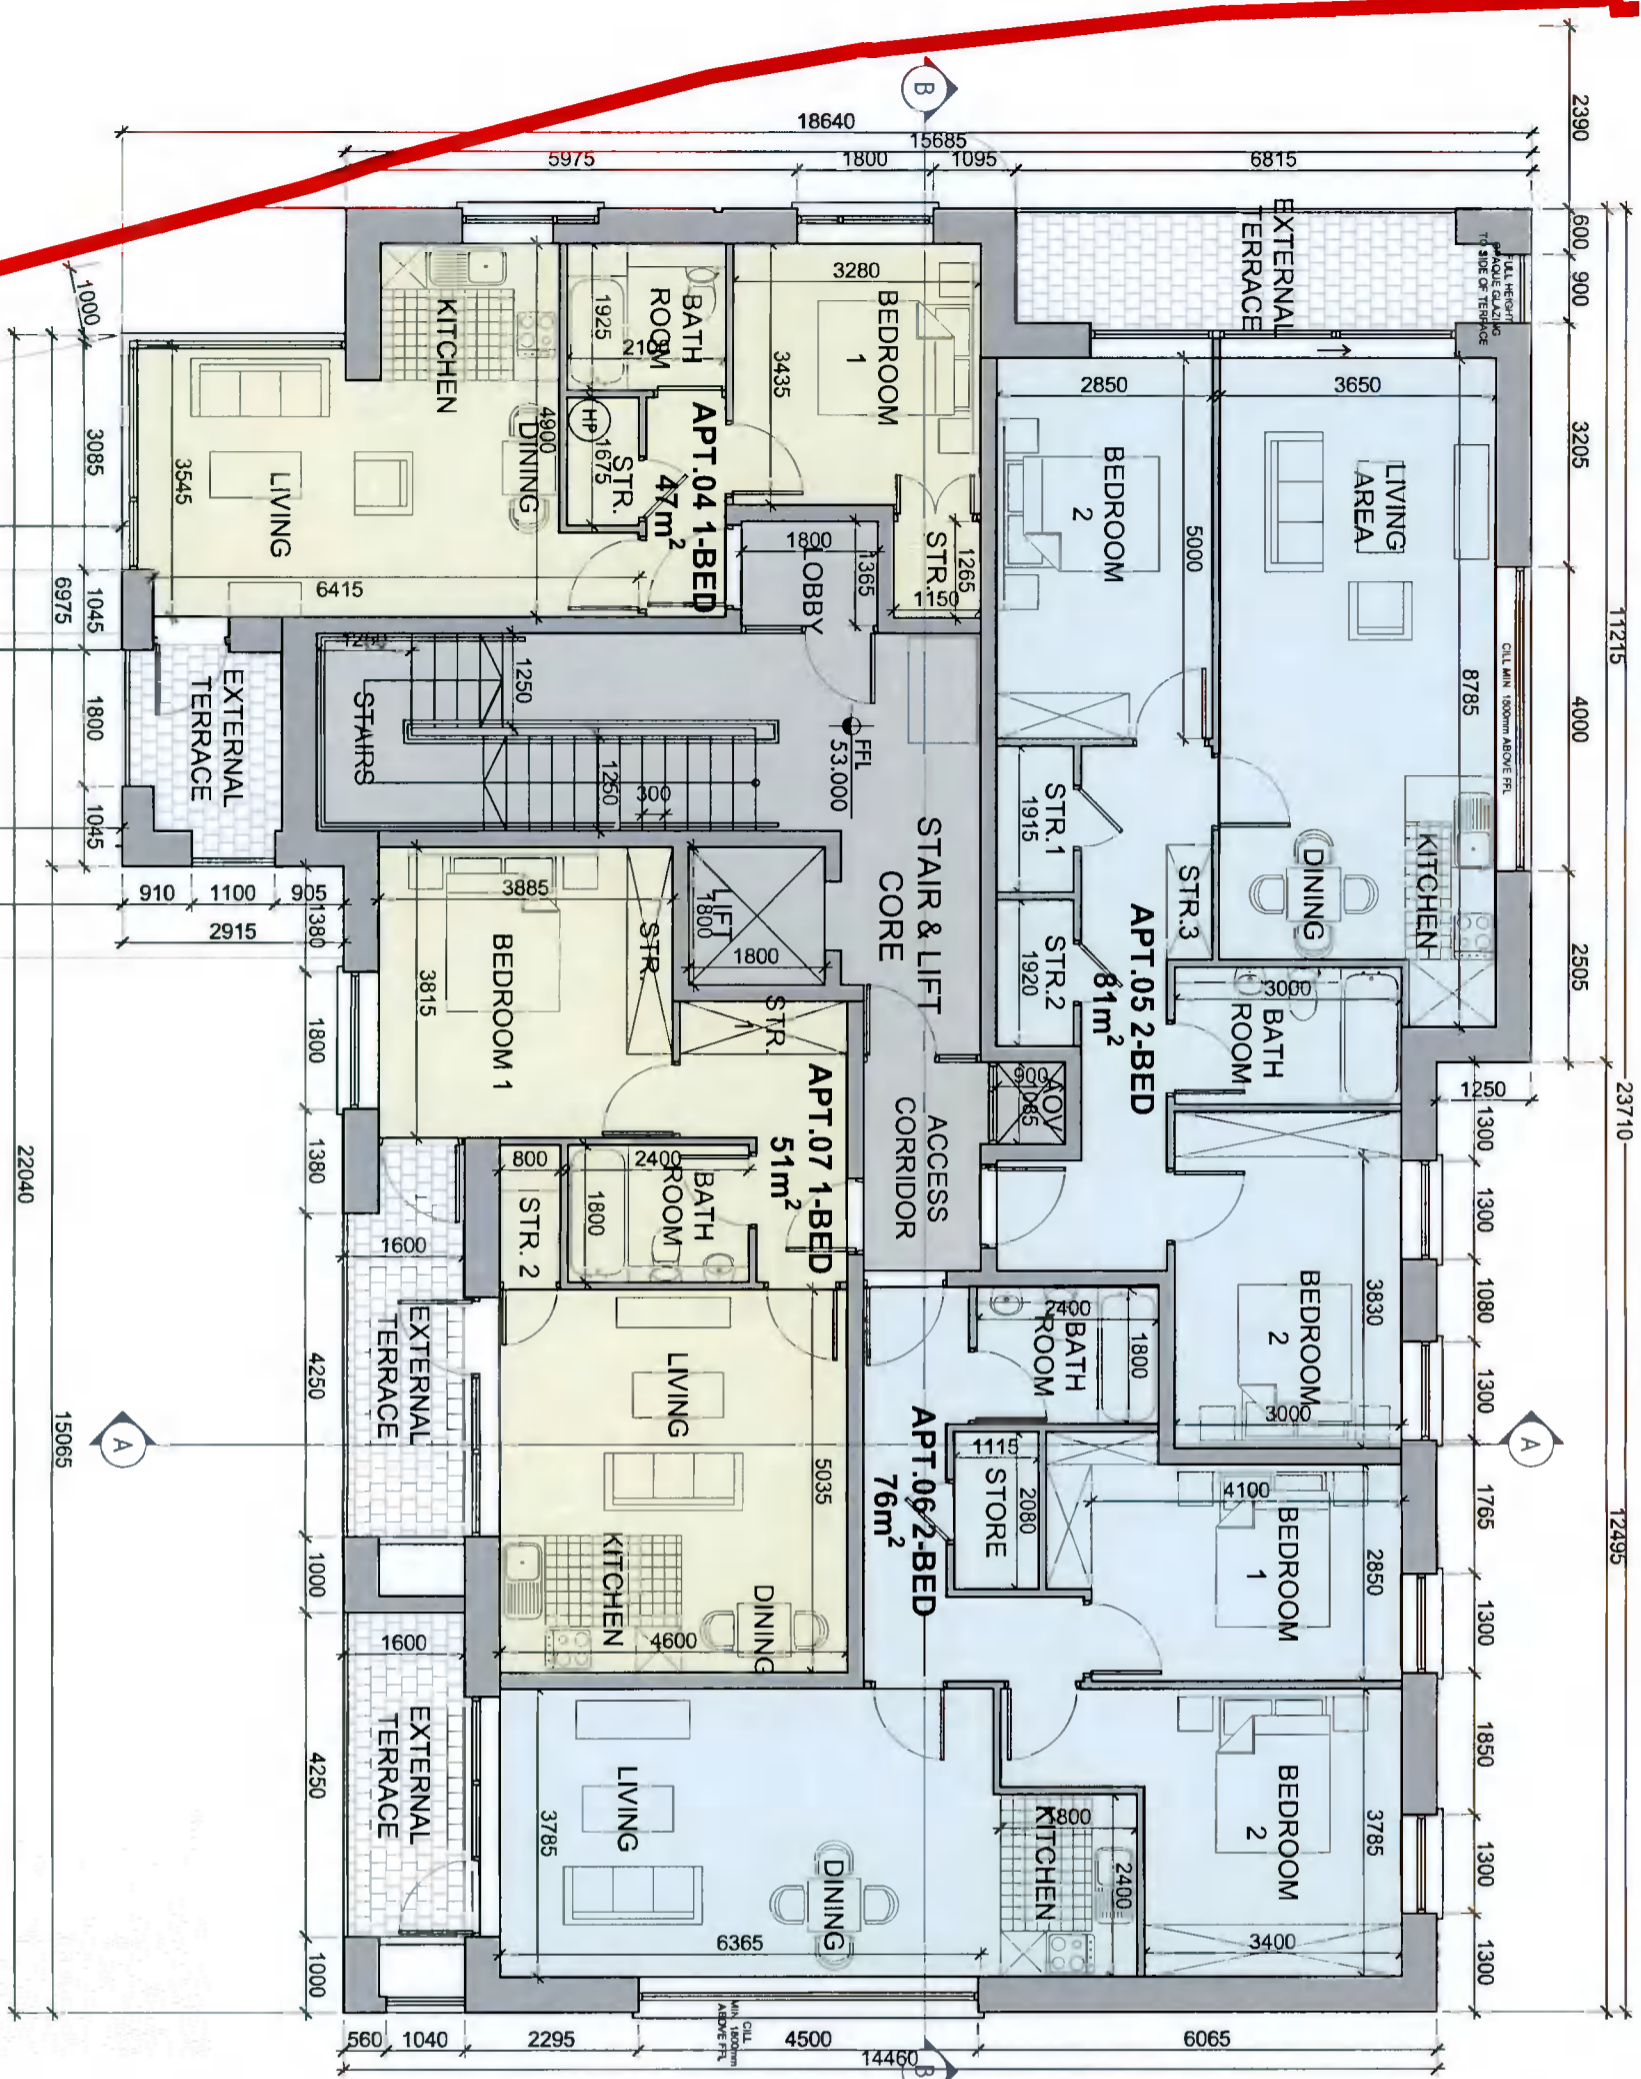 B
18640
15685
5975
1800
1095
6815
2390
600
900
3205
4000
2505
11215
23710
12495
FULL HEIGHT
OPAQUE GLAZING
TO SIDE OF TERRACE
EXTERNAL
TERRACE
KITCHEN
BATH
ROOM
1925
3280
BEDROOM
1
3435
1000
3085
3545
LIVING
DINING
4900
HP
1675
STR.
APT.04 1-BED
47m²
6415
1800
LOBBY
1365
STR.
1265
1150
2850
BEDROOM
2
5000
3650
LIVING
AREA
8785
CILL MIN 1800mm ABOVE FFL
6975
1045
1800
1045
EXTERNAL
TERRACE
STAIRS
1250
1250
300
FFL
53.000
STAIR & LIFT
CORE
STR.1
1915
STR.2
1920
STR.3
APT.05 2-BED
81m²
DINING
KITCHEN
910
1100
905
2915
1380
1800
1380
3885
BEDROOM 1
3815
STR.
LIFT
1800
1800
STR.
1
APT.07 1-BED
51m²
ACCESS
CORRIDOR
AOV
900
1085
3000
BATH
ROOM
1250
1300
1300
1080
1300
1765
1300
1850
1300
1300
800
STR. 2
2400
BATH
ROOM
1800
1600
EXTERNAL
TERRACE
4250
1000
4250
1000
22040
15065
A
LIVING
5035
KITCHEN
DINING
4600
2400
BATH
ROOM
1800
BEDROOM
2
3830
3000
A
APT.06 2-BED
76m²
1115
STORE
2080
4100
BEDROOM
1
2850
1600
EXTERNAL
TERRACE
LIVING
3785
DINING
6365
1800
KITCHEN
2400
BEDROOM
2
3785
3400
CILL
MIN 1800mm
ABOVE FFL
560
1040
2295
4500
6065
14460
B